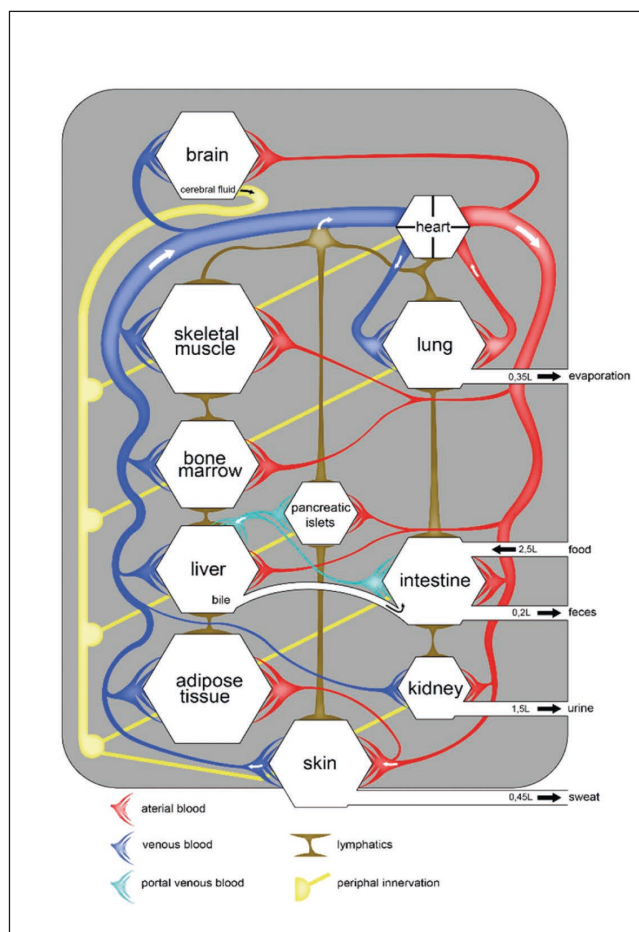 brain
cerebral fluid
heart
skeletal
muscle
lung
0,35L
evaporation
bone
marrow
pancreatic
islets
liver
bile
2,5L
food
intestine
0,2L
feces
adipose
tissue
kidney
1,5L
urine
skin
0,45L
sweat
aterial blood
venous blood
lymphatics
portal venous blood
periphal innervation